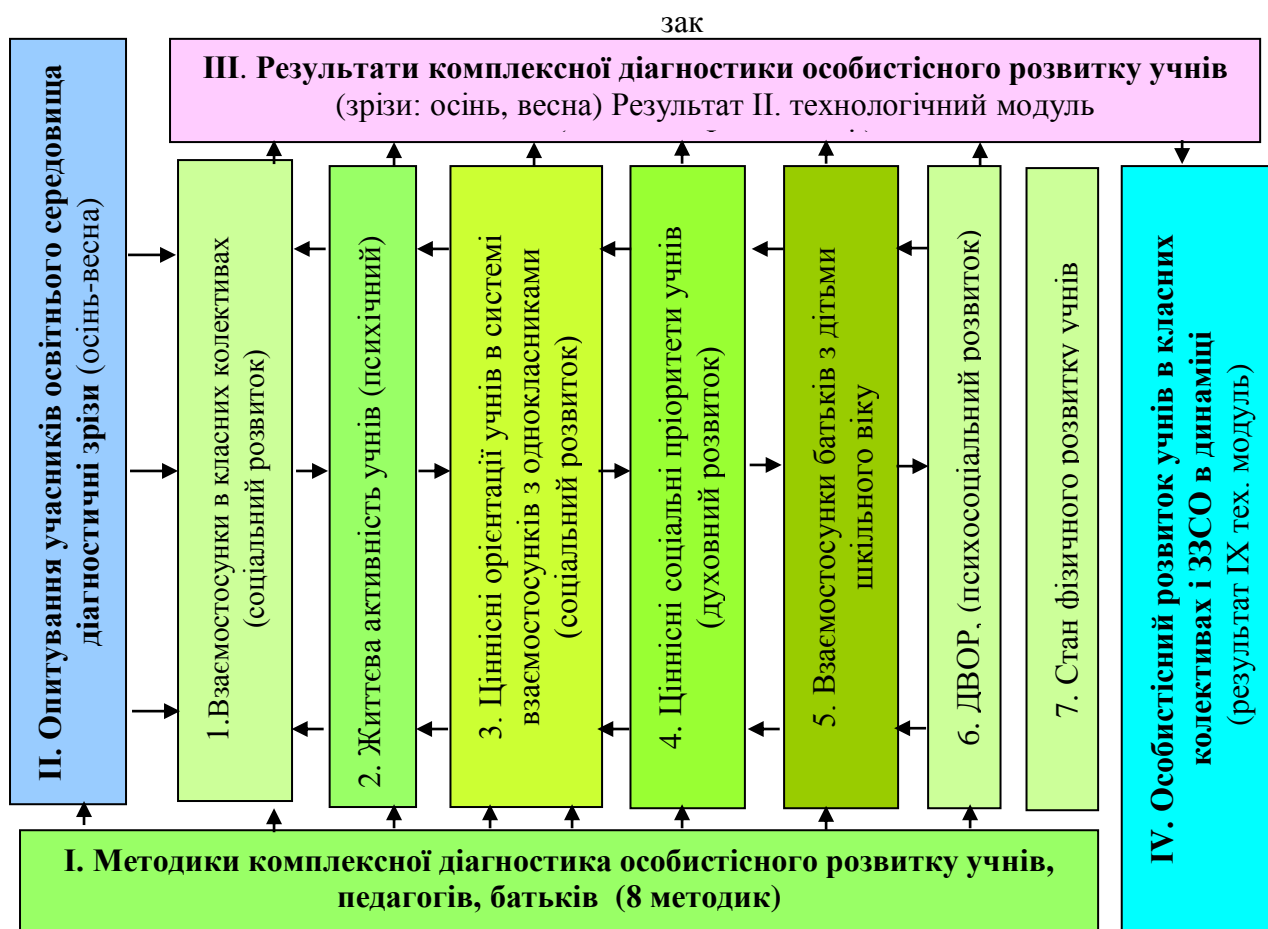 зак
III. Результати комплексної діагностики особистісного розвитку учнів
(зрізи: осінь, весна) Результат II. технологічний модуль
II. Опитування учасників освітнього середовища
діагностичні зрізи (осінь-весна)
1.Взаємостосунки в класних колективах
(соціальний розвиток)
2. Життєва активність учнів (психічний)
3. Ціннісні орієнтації учнів в системі
взаємостосунків з однокласниками
(соціальний розвиток)
4. Ціннісні соціальні пріоритети учнів
(духовний розвиток)
5. Взаємостосунки батьків з дітьми
шкільного віку
6. ДВОР, (психосоціальний розвиток)
7. Стан фізичного розвитку учнів
IV. Особистісний розвиток учнів в класних
колективах і ЗЗСО в динаміці
(результат IX тех. модуль)
I. Методики комплексної діагностика особистісного розвитку учнів,
педагогів, батьків (8 методик)